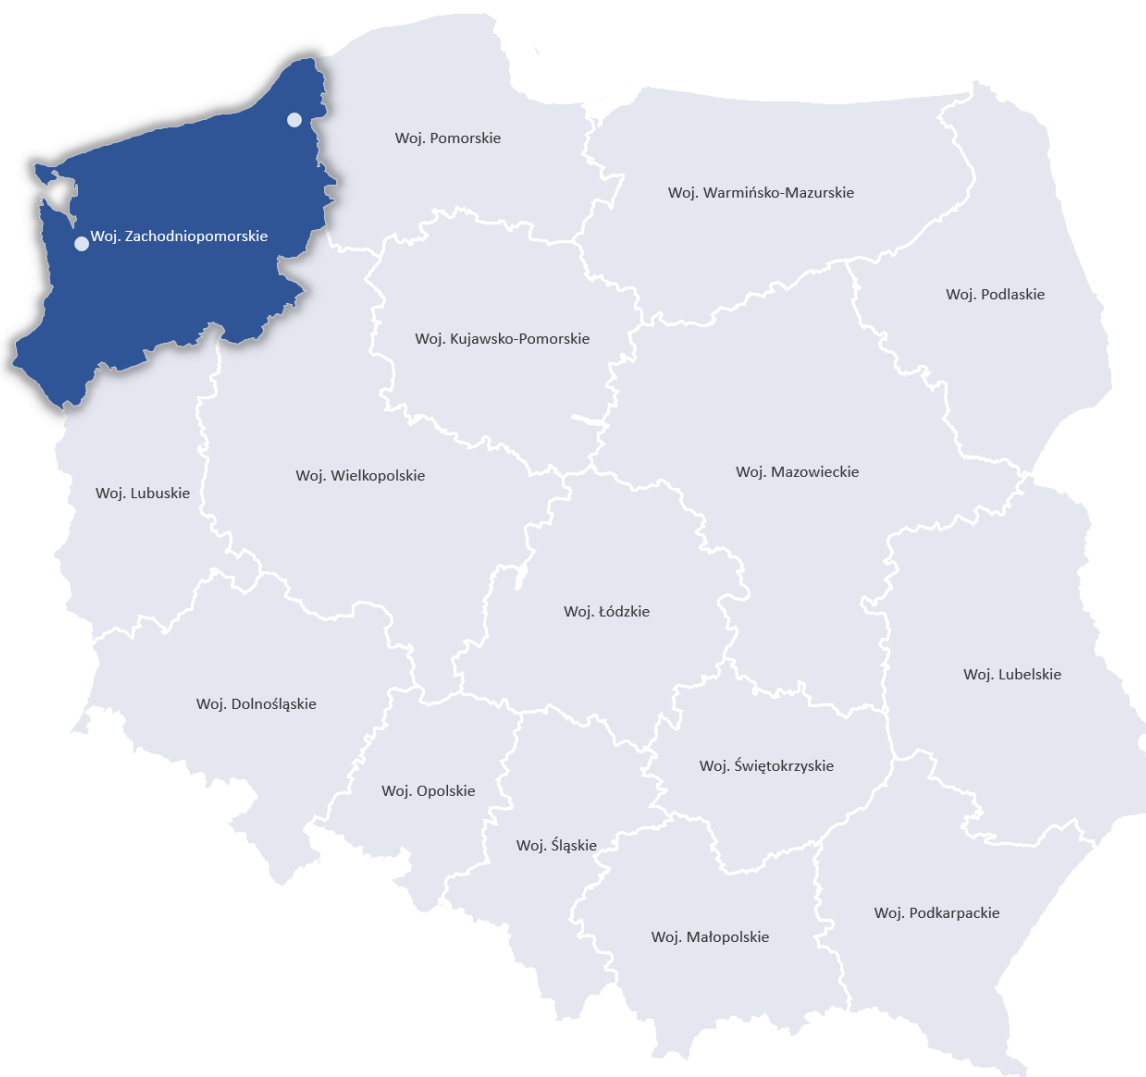 Woj. Pomorskie
Woj. Warmińsko-Mazurskie
Woj. Zachodniopomorskie
Woj. Podlaskie
Woj. Kujawsko-Pomorskie
Woj. Mazowieckie
Woj. Wielkopolskie
Woj. Lubuskie
Woj. Łódzkie
Woj. Lubelskie
Woj. Dolnośląskie
Woj. Świętokrzyskie
Woj. Opolskie
Woj. Śląskie
Woj. Podkarpackie
Woj. Małopolskie